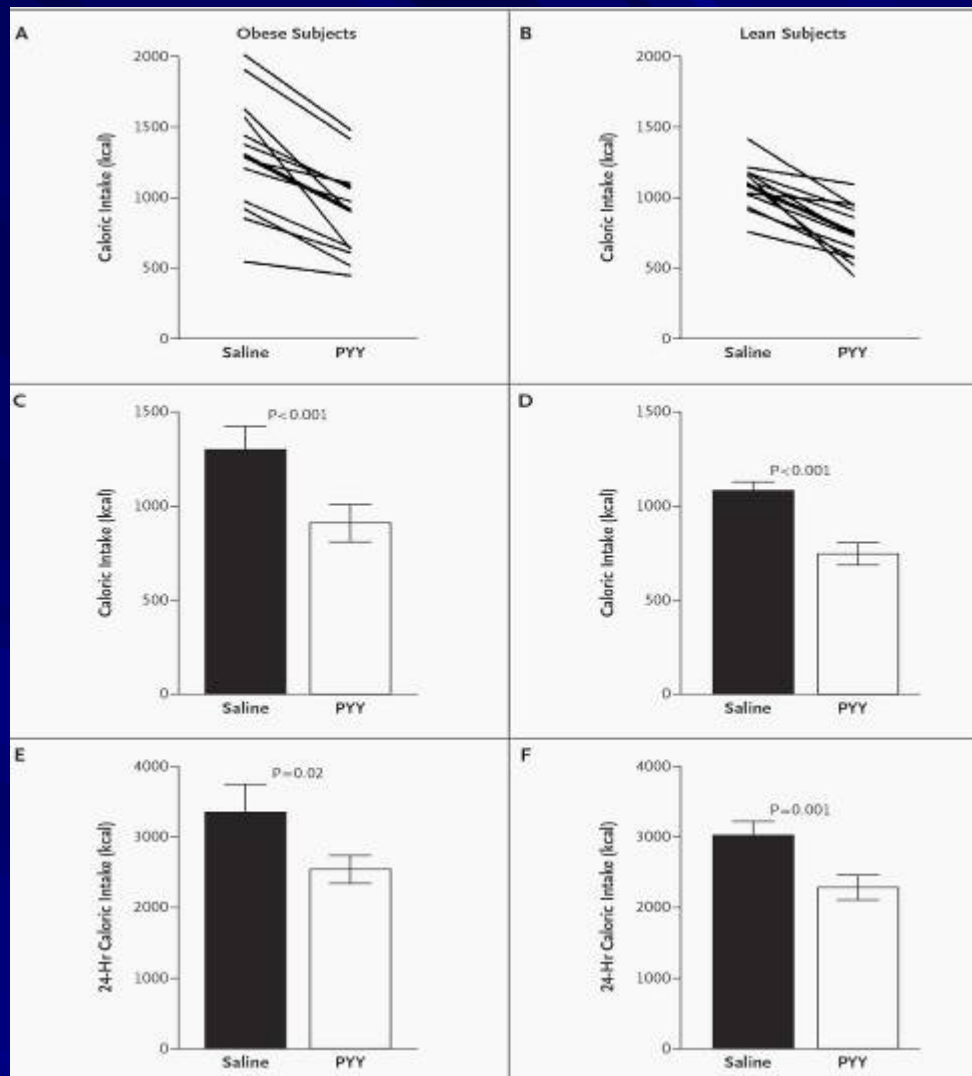 A
Obese Subjects
Caloric Intake (kcal)
2000
1500
1000
500
0
Saline PYY
B
Lean Subjects
Caloric Intake (kcal)
2000
1500
1000
500
0
Saline PYY
C
Caloric Intake (kcal)
1500
1000
500
0
P<0.001
Saline PYY
D
Caloric Intake (kcal)
1500
1000
500
0
P<0.001
Saline PYY
E
24-Hr Caloric Intake (kcal)
4000
3000
2000
1000
0
P=0.02
Saline PYY
F
24-Hr Caloric Intake (kcal)
4000
3000
2000
1000
0
P=0.001
Saline PYY